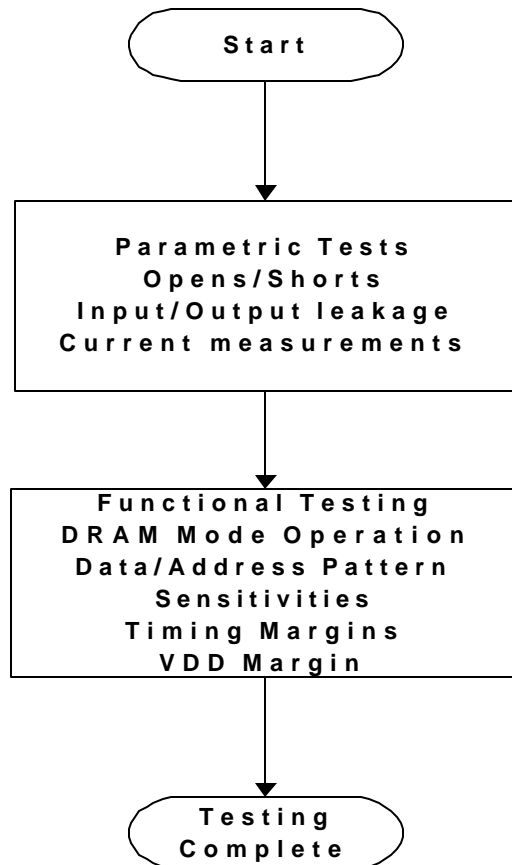 Start
Parametric Tests
Opens/Shorts
Input/Output leakage
Current measurements
Functional Testing
DRAM Mode Operation
Data/Address Pattern
Sensitivities
Timing Margins
VDD Margin
Testing
Complete